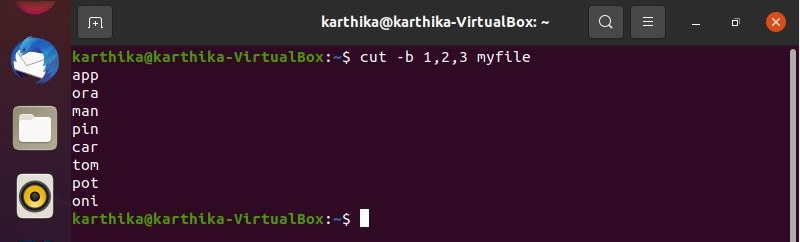 karthika@karthika-VirtualBox: ~
karthika@karthika-VirtualBox:~$ cut -b 1,2,3 myfile
app
ora
man
pin
car
tom
pot
oni
karthika@karthika-VirtualBox:~$